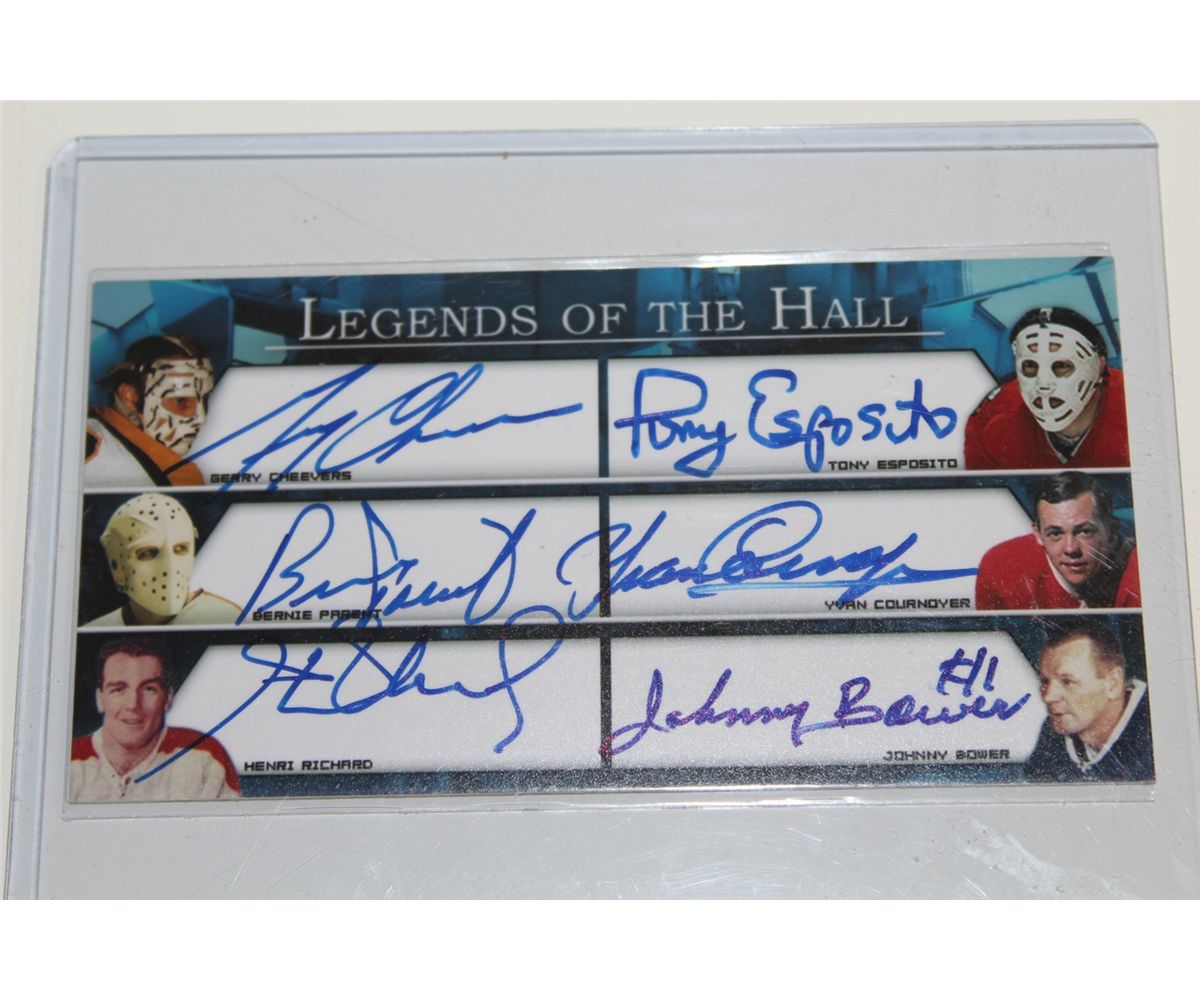 LEGENDS OF THE HALL
Tony Esposito
GERRY CHEEVERS
TONY ESPOSITO
BERNIE PARENT
YVAN COURNOYER
Johnny Bower #1
HENRI RICHARD
JOHNNY BOWER